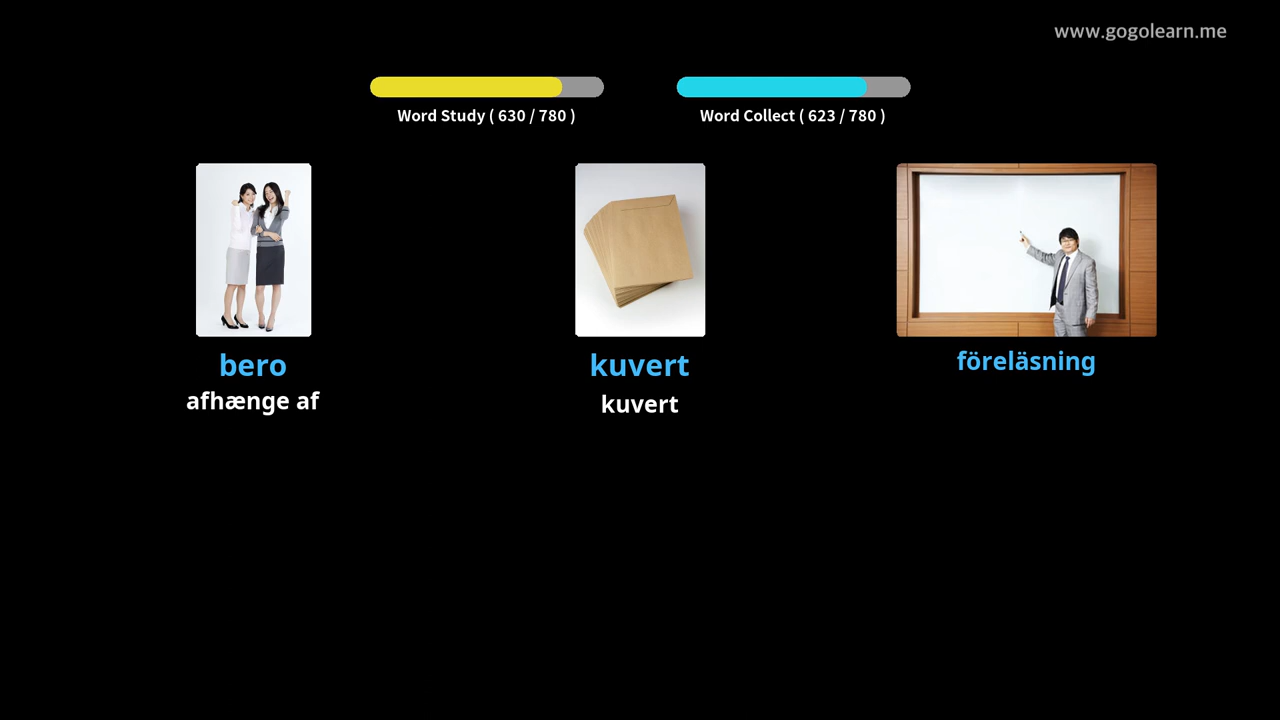 www.gogolearn.me
Word Study ( 630 / 780 )
Word Collect ( 623 / 780 )
bero
afhænge af
kuvert
kuvert
föreläsning